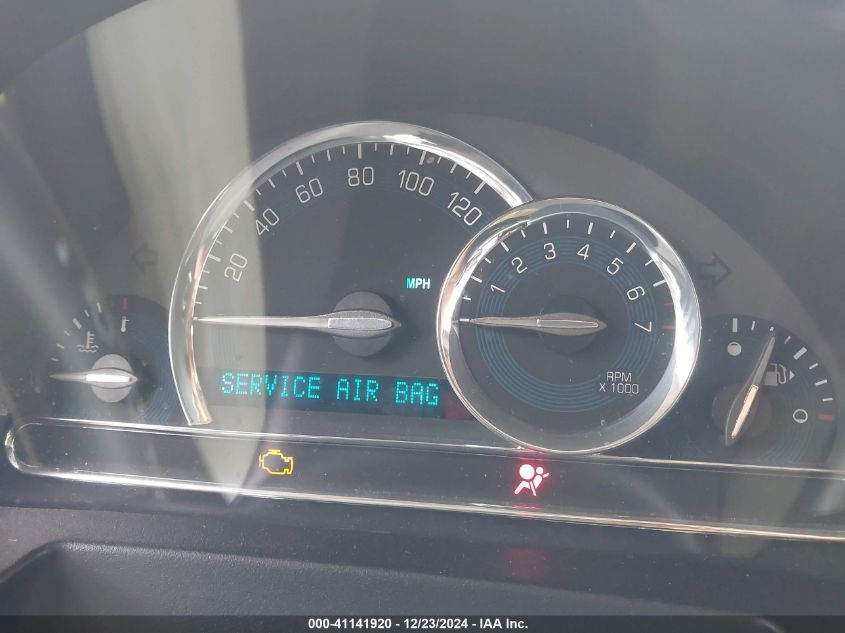 20 40 60 80 100 120
MPH
1 2 3 4 5 6 7
RPM
X 1000
SERVICE AIR BAG
000-41141920 - 12/23/2024 - IAA Inc.